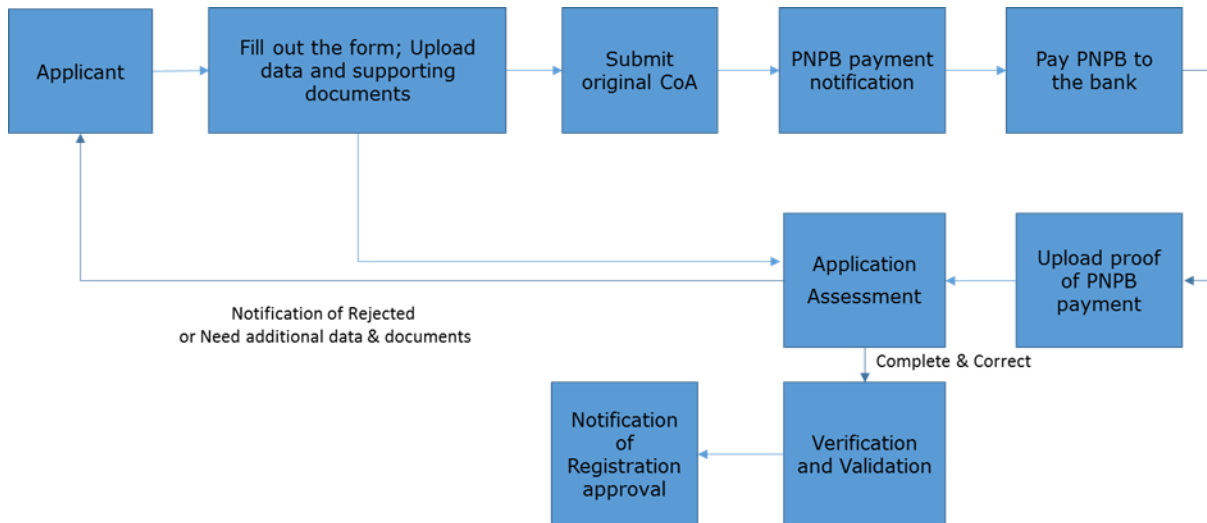 Applicant
Fill out the form; Upload
data and supporting
documents
Submit
original CoA
PNPB payment
notification
Pay PNPB to
the bank
Application
Assessment
Upload proof
of PNPB
payment
Notification of Rejected
or Need additional data & documents
Complete & Correct
Notification
of
Registration
approval
Verification
and Validation